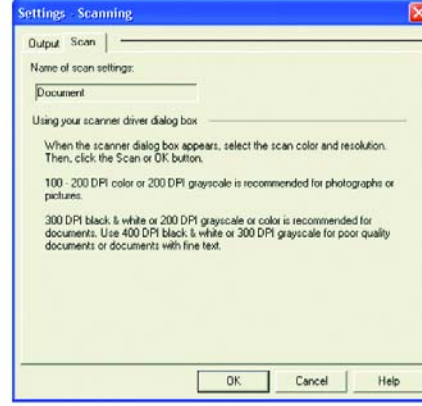 Settings - Scanning
Output Scan
Name of scan settings:
Document
Using your scanner driver dialog box
When the scanner dialog box appears, select the scan color and resolution.
Then, click the Scan or OK button.
100 - 200 DPI color or 200 DPI grayscale is recommended for photographs or
pictures.
300 DPI black & white or 200 DPI grayscale or color is recommended for
documents. Use 400 DPI black & white or 300 DPI grayscale for poor quality
documents or documents with fine text.
OK Cancel Help